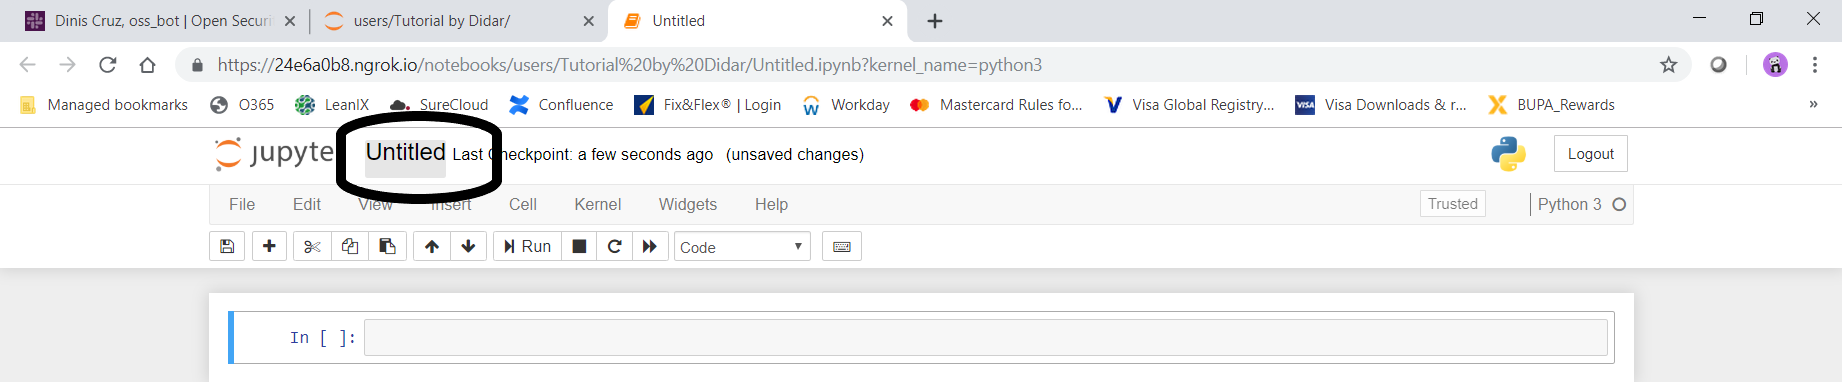 Dinis Cruz, oss_bot | Open Securi
users/Tutorial by Didar/
Untitled
https://24e6a0b8.ngrok.io/notebooks/users/Tutorial%20by%20Didar/Untitled.ipynb?kernel_name=python3
Managed bookmarks
O365
LeanIX
SureCloud
Confluence
Fix&Flex® | Login
Workday
Mastercard Rules fo...
Visa Global Registry...
VISA
Visa Downloads & r...
BUPA_Rewards
»
jupyte
Untitled
Last Checkpoint: a few seconds ago (unsaved changes)
Logout
File Edit View Insert Cell Kernel Widgets Help
Trusted
Python 3
Run
Code
In [ ]: